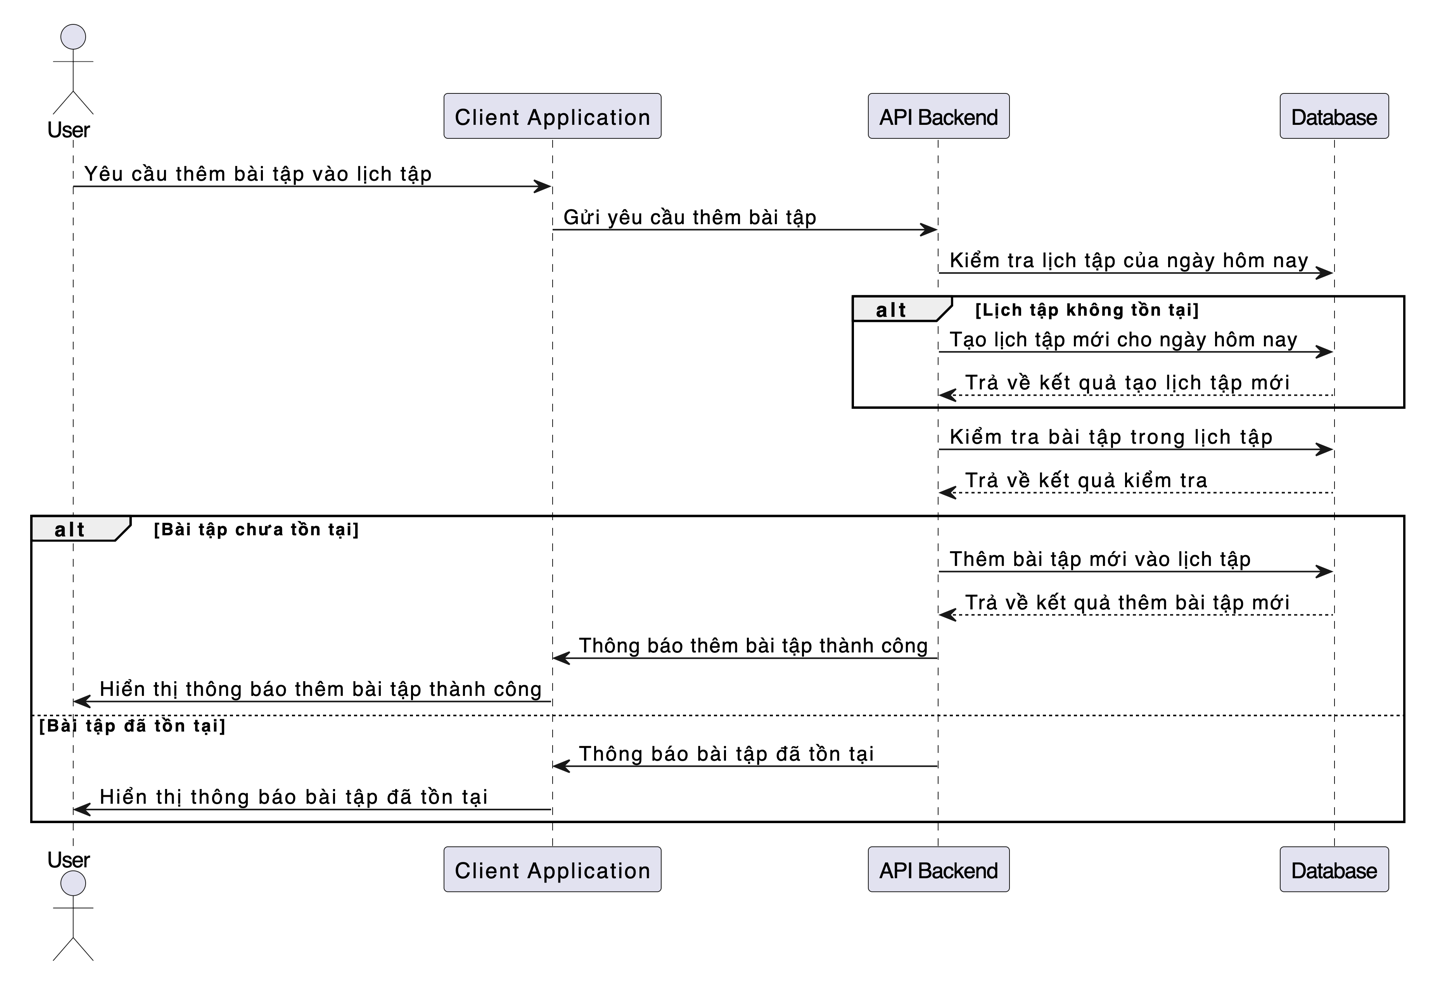 User
Client Application
API Backend
Database
Yêu cầu thêm bài tập vào lịch tập
Gửi yêu cầu thêm bài tập
Kiểm tra lịch tập của ngày hôm nay
alt
[Lịch tập không tồn tại]
Tạo lịch tập mới cho ngày hôm nay
Trả về kết quả tạo lịch tập mới
Kiểm tra bài tập trong lịch tập
Trả về kết quả kiểm tra
alt
[Bài tập chưa tồn tại]
Thêm bài tập mới vào lịch tập
Trả về kết quả thêm bài tập mới
Thông báo thêm bài tập thành công
Hiển thị thông báo thêm bài tập thành công
[Bài tập đã tồn tại]
Thông báo bài tập đã tồn tại
Hiển thị thông báo bài tập đã tồn tại
User
Client Application
API Backend
Database